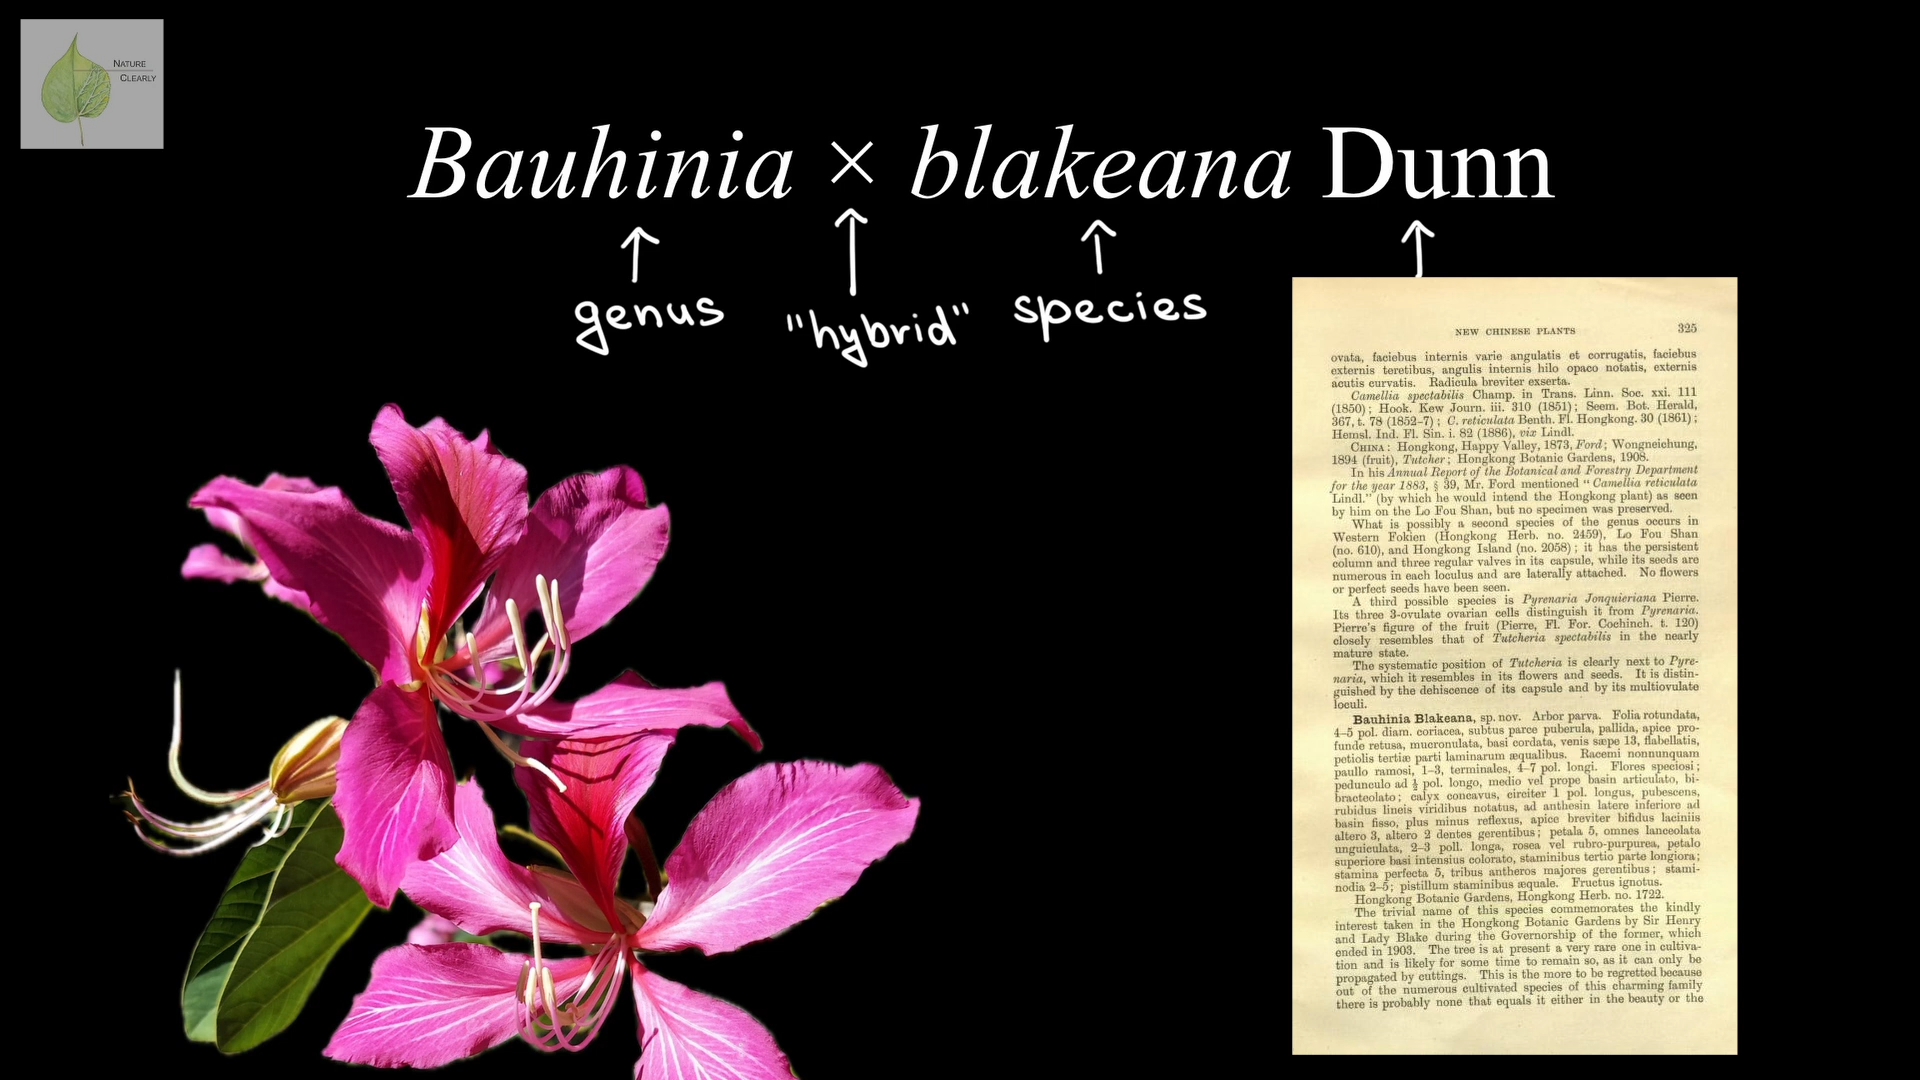 NATURE
CLEARLY
Bauhinia × blakeana Dunn
genus
"hybrid"
species
NEW CHINESE PLANTS 325
ovata, faciebus internis varie angulatis et corrugatis, faciebus
externis teretibus, angulis internis hilo opaco notatis, externis
acutis curvatis. Radicula breviter exserta.
Camellia spectabilis Champ. in Trans. Linn. Soc. xxi. 111
(1850); Hook. Kew Journ. iii. 310 (1851); Seem. Bot. Herald,
367, t. 78 (1852-7); C. reticulata Benth. Fl. Hongkong. 30 (1861);
Hemsl. Ind. Fl. Sin. i. 82 (1886), vix Lindl.
CHINA: Hongkong, Happy Valley, 1873, Ford; Wongneichung,
1894 (fruit), Tutcher; Hongkong Botanic Gardens, 1908.
In his Annual Report of the Botanical and Forestry Department
for the year 1883, § 39, Mr. Ford mentioned "Camellia reticulata
Lindl." (by which he would intend the Hongkong plant) as seen
by him on the Lo Fou Shan, but no specimen was preserved.
What is possibly a second species of the genus occurs in
Western Fokien (Hongkong Herb. no. 2459), Lo Fou Shan
(no. 610), and Hongkong Island (no. 2058); it has the persistent
column and three regular valves in its capsule, while its seeds are
numerous in each loculus and are laterally attached. No flowers
or perfect seeds have been seen.
A third possible species is Pyrenaria Jonquieriana Pierre.
Its three 3-ovulate ovarian cells distinguish it from Pyrenaria.
Pierre's figure of the fruit (Pierre, Fl. For. Cochinch. t. 120)
closely resembles that of Tutcheria spectabilis in the nearly
mature state.
The systematic position of Tutcheria is clearly next to Pyre-
naria, which it resembles in its flowers and seeds. It is distin-
guished by the dehiscence of its capsule and by its multiovulate
loculi.
Bauhinia Blakeana, sp. nov. Arbor parva. Folia rotundata,
4-5 pol. diam. coriacea, subtus parce puberula, pallida, apice pro-
funde retusa, mucronulata, basi cordata, venis sæpe 13, flabellatis,
petiolis tertiæ parti laminarum æqualibus. Racemi nonnunquam
paullo ramosi, 1-3, terminales, 4-7 pol. longi. Flores speciosi;
pedunculo ad ½ pol. longo, medio vel prope basin articulato, bi-
bracteolato; calyx concavus, circiter 1 pol. longus, pubescens,
rubidus lineis viridibus notatus, ad anthesin latere inferiore ad
basin fisso, plus minus reflexus, apice breviter bifidus laciniis
altero 3, altero 2 dentes gerentibus; petala 5, omnes lanceolata
unguiculata, 2-3 poll. longa, rosea vel rubro-purpurea, petalo
superiore basi intensius colorato, staminibus tertio parte longiora;
stamina perfecta 5, tribus antheros majores gerentibus; stami-
nodia 2-5; pistillum staminibus æquale. Fructus ignotus.
Hongkong Botanic Gardens, Hongkong Herb. no. 1722.
The trivial name of this species commemorates the kindly
interest taken in the Hongkong Botanic Gardens by Sir Henry
and Lady Blake during the Governorship of the former, which
ended in 1903. The tree is at present a very rare one in cultiva-
tion and is likely for some time to remain so, as it can only be
propagated by cuttings. This is the more to be regretted because
out of the numerous cultivated species of this charming family
there is probably none that equals it either in the beauty or the